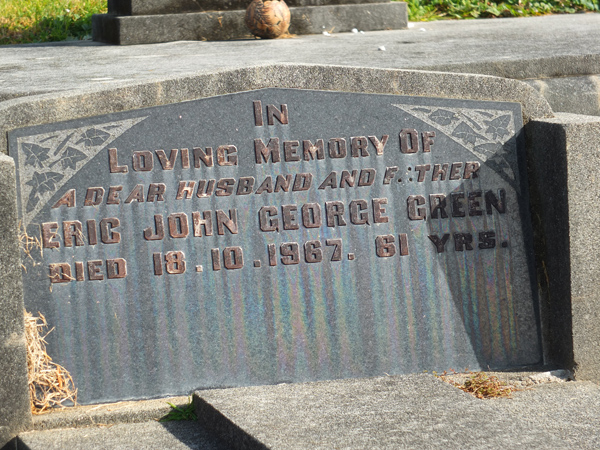 IN
LOVING MEMORY OF
A DEAR HUSBAND AND FATHER
ERIC JOHN GEORGE GREEN
DIED 18.10.1967. 61 YRS.